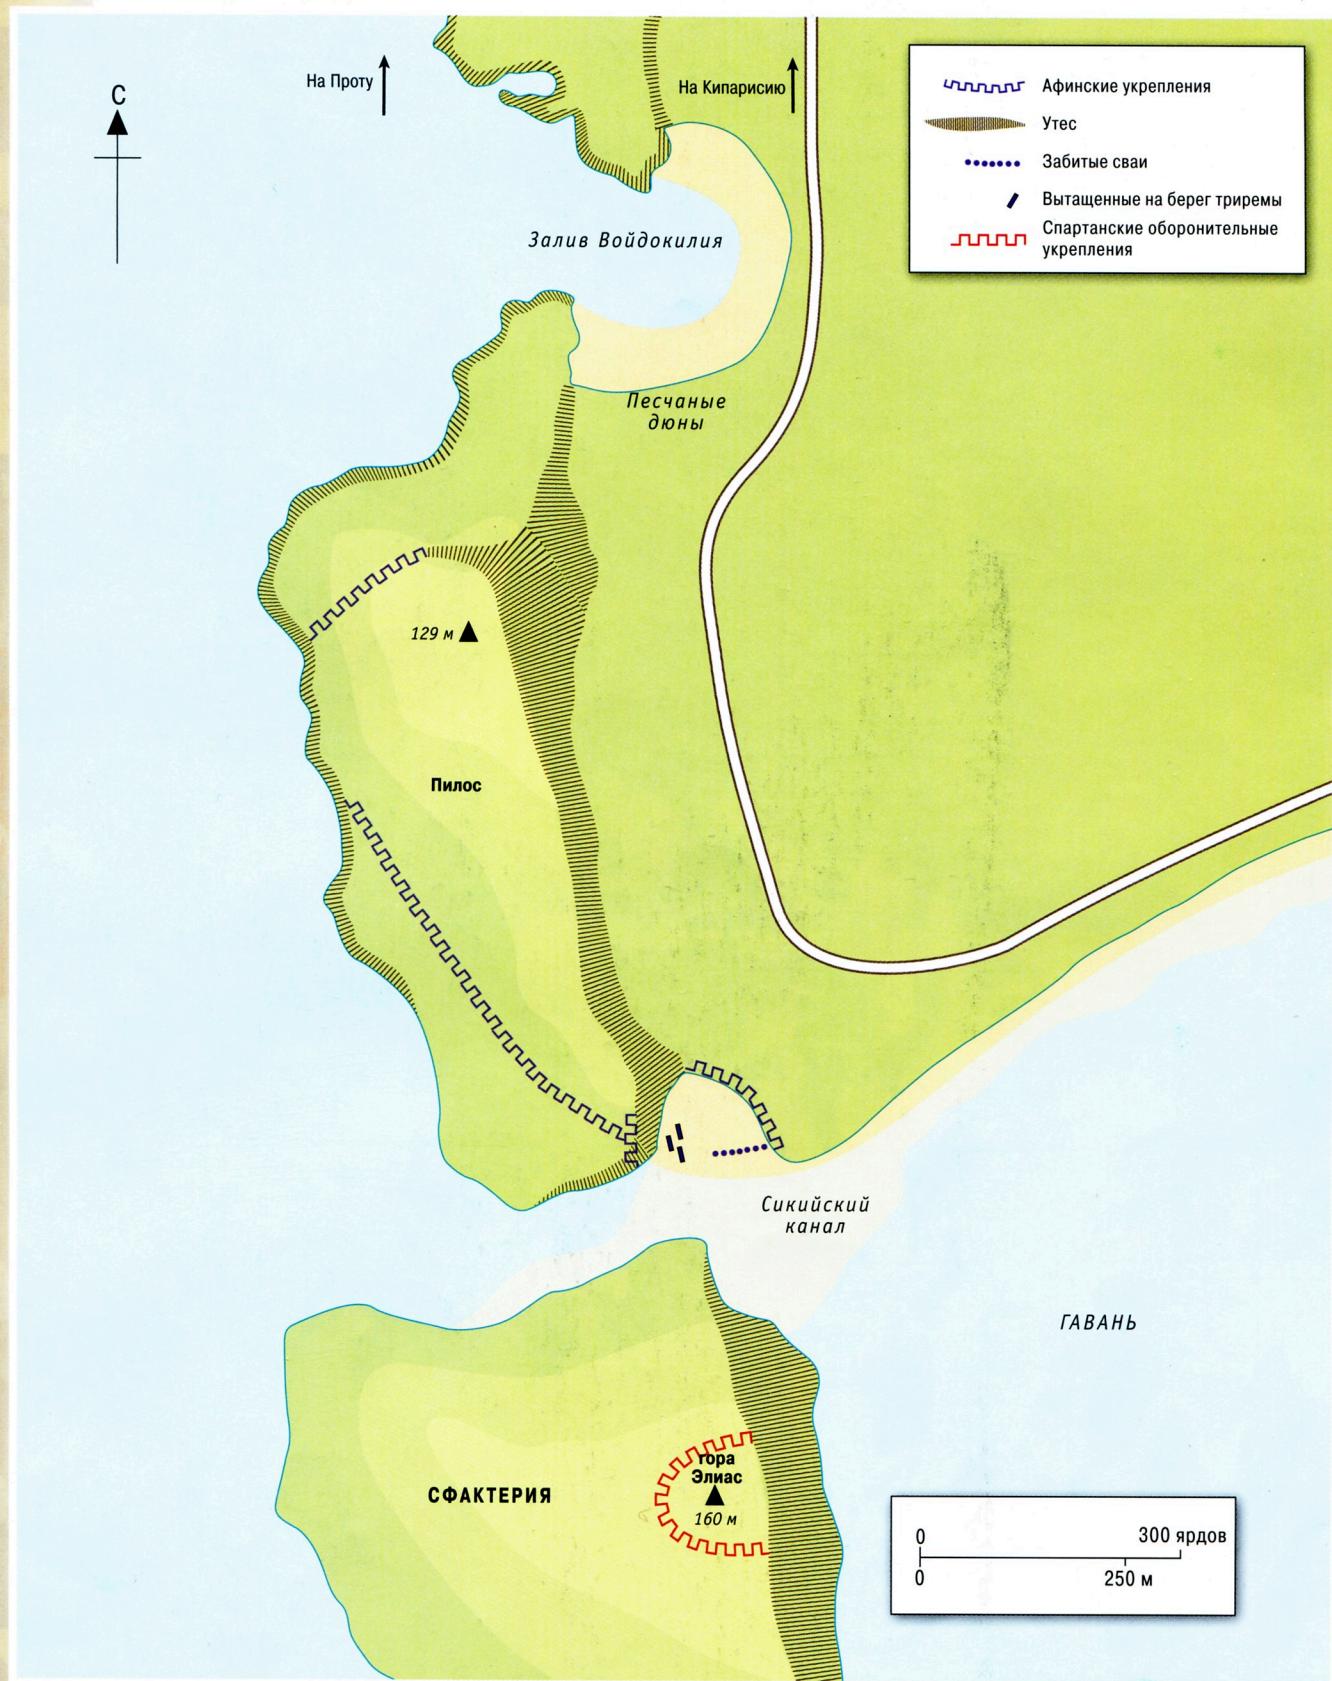 На Проту
На Кипарисию
С
Афинские укрепления
Утес
Забитые сваи
Вытащенные на берег триремы
Спартанские оборонительные
укрепления
Залив Войдокилия
Песчаные
дюны
129 м
Пилос
Сикийский
канал
ГАВАНЬ
гора
Элиас
СФАКТЕРИЯ
160 м
0
300 ярдов
0
250 м